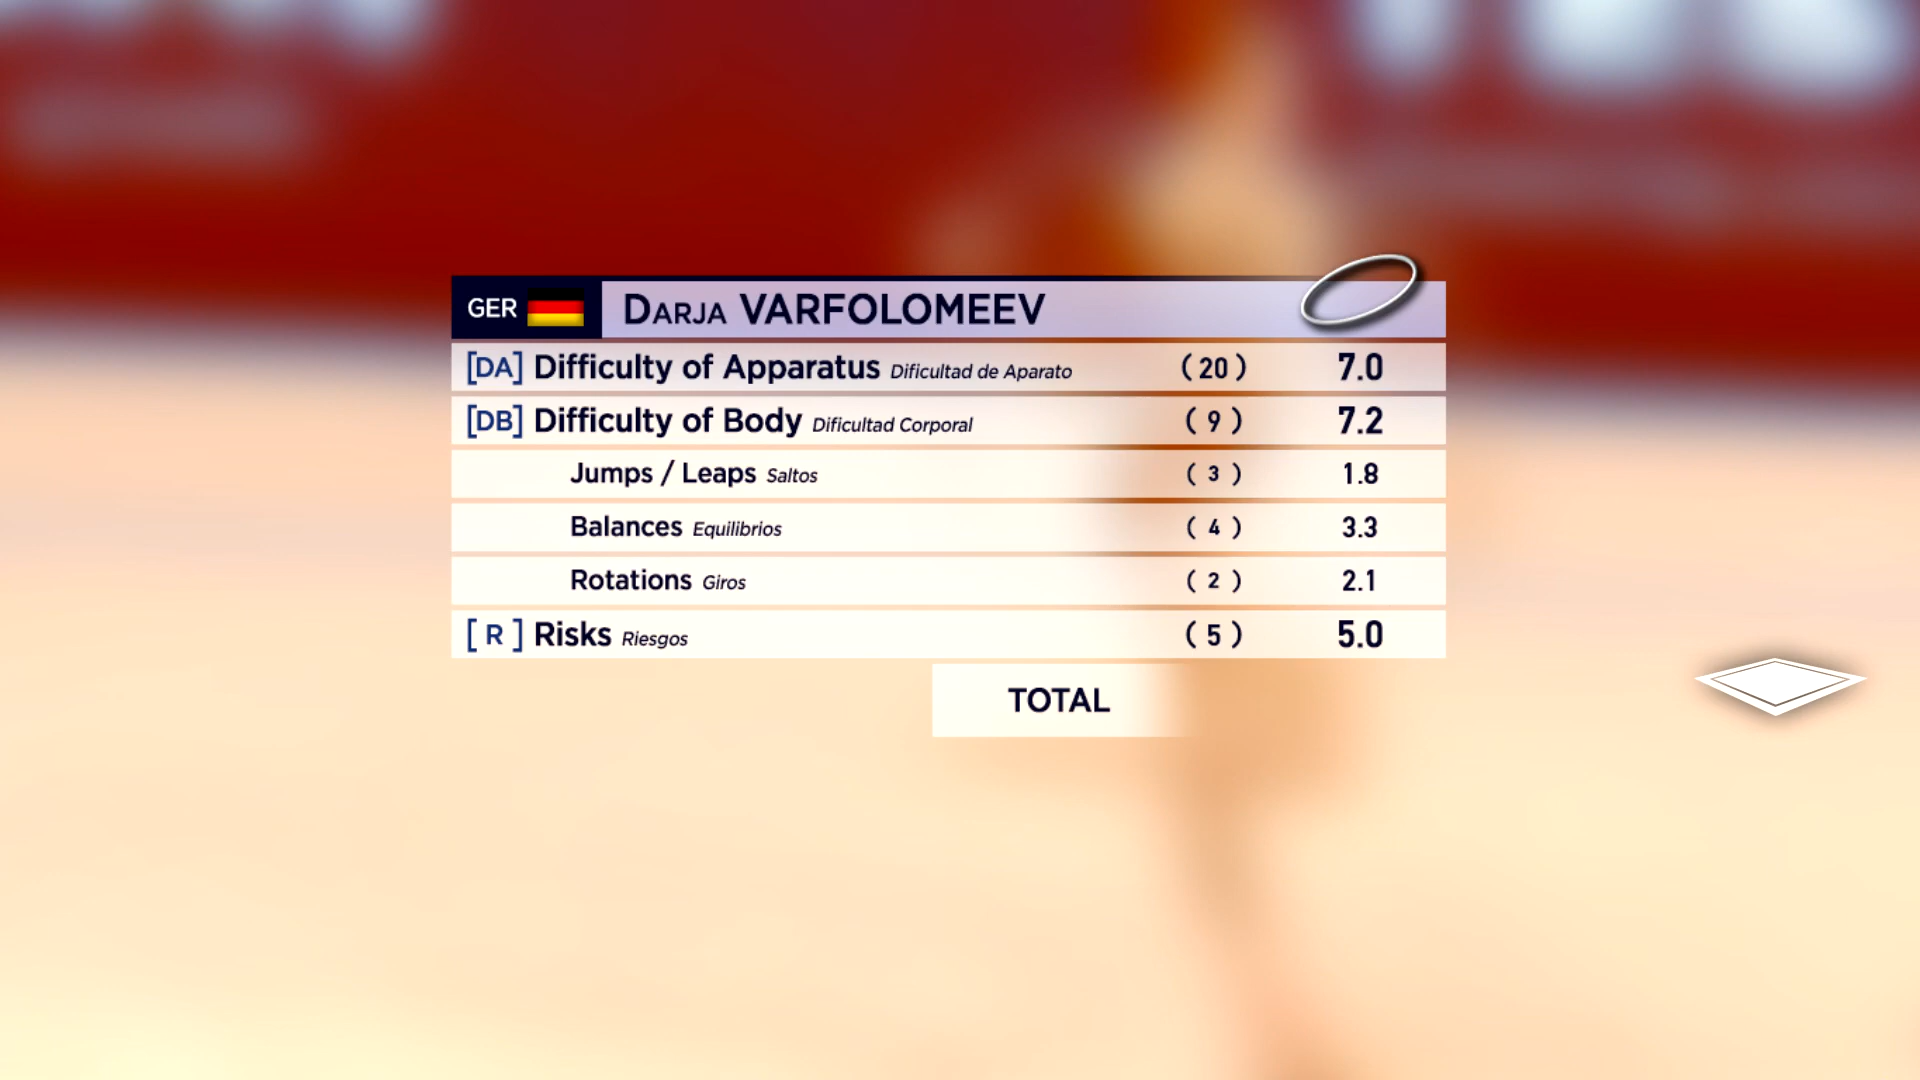 GER Darja VARFOLOMEEV
[DA] Difficulty of Apparatus Dificultad de Aparato (20) 7.0
[DB] Difficulty of Body Dificultad Corporal (9) 7.2
Jumps / Leaps Saltos (3) 1.8
Balances Equilibrios (4) 3.3
Rotations Giros (2) 2.1
[R] Risks Riesgos (5) 5.0
TOTAL